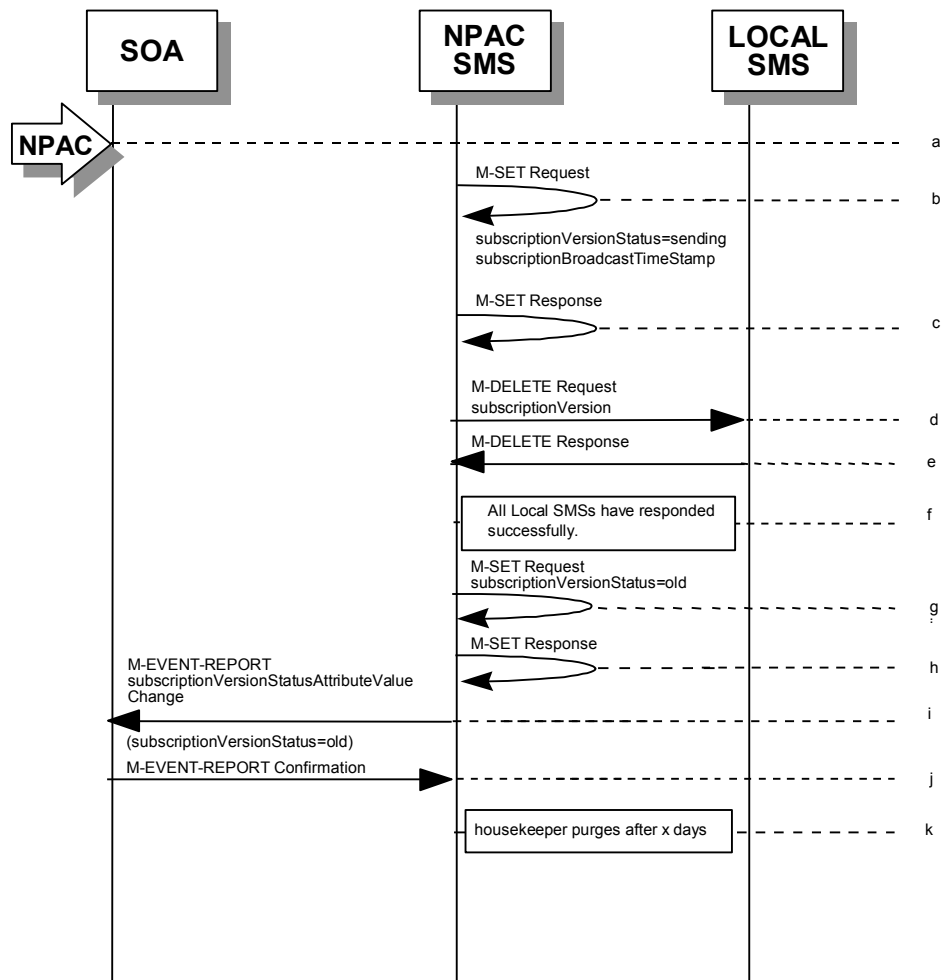 SOA
NPAC
SMS
LOCAL
SMS
NPAC
a
M-SET Request
b
subscriptionVersionStatus=sending
subscriptionBroadcastTimeStamp
M-SET Response
c
M-DELETE Request
subscriptionVersion
d
M-DELETE Response
e
All Local SMSs have responded
successfully.
f
M-SET Request
subscriptionVersionStatus=old
g
M-SET Response
h
M-EVENT-REPORT
subscriptionVersionStatusAttributeValue
Change
i
(subscriptionVersionStatus=old)
M-EVENT-REPORT Confirmation
j
housekeeper purges after x days
k